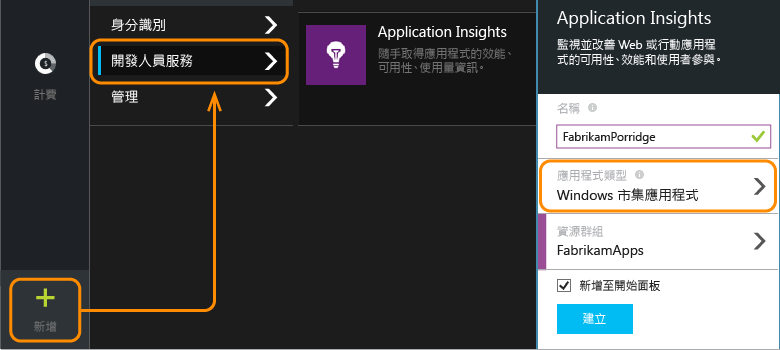 計費
新增
身分識別
開發人員服務
管理
Application Insights
隨手取得應用程式的效能、
可用性、使用量資訊。
Application Insights
監視並改善 Web 或行動應用程
式的可用性、效能和使用者參與。
名稱
FabrikamPorridge
應用程式類型
Windows 市集應用程式
資源群組
FabrikamApps
新增至開始面板
建立